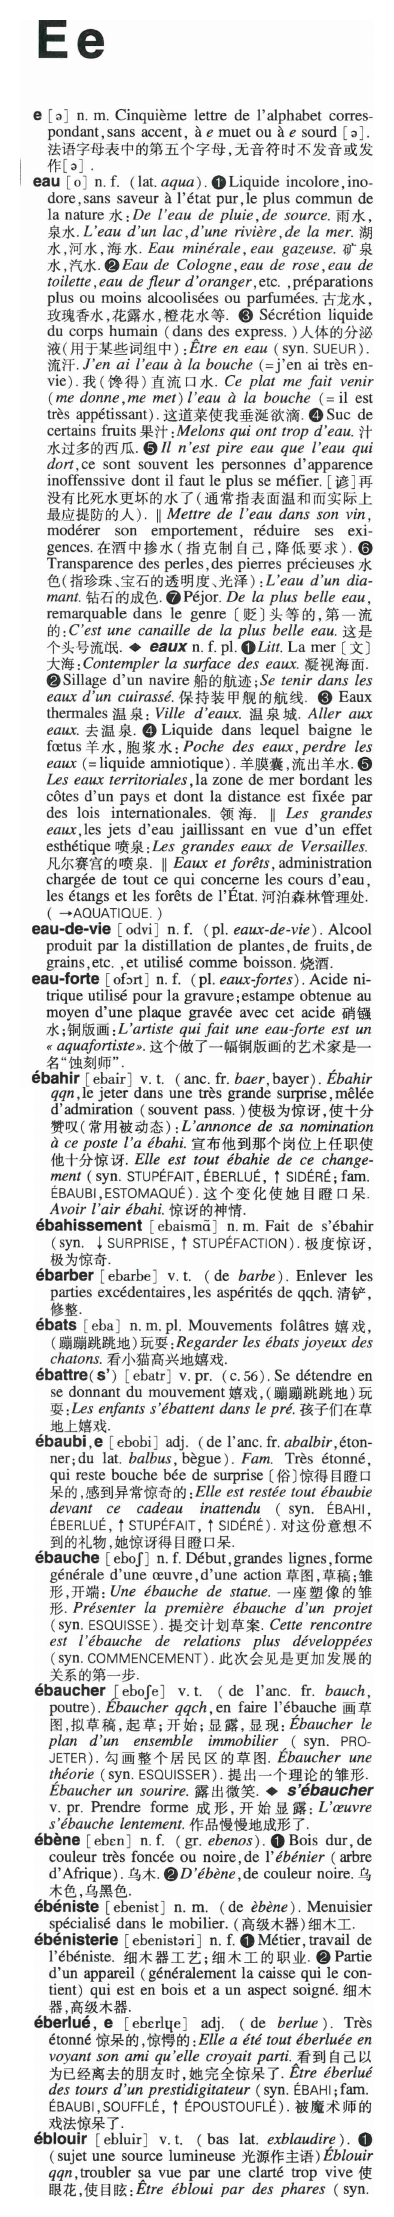 E e
e [ə] n. m. Cinquième lettre de l'alphabet corres-
pondant, sans accent, à e muet ou à e sourd [ə].
法语字母表中的第五个字母,无音符时不发音或发
作[ə].
eau [o] n. f. (lat. aqua). ❶ Liquide incolore, ino-
dore, sans saveur à l'état pur, le plus commun de
la nature 水: De l'eau de pluie, de source. 雨水,
泉水. L'eau d'un lac, d'une rivière, de la mer. 湖
水,河水,海水. Eau minérale, eau gazeuse. 矿泉
水,汽水. ❷ Eau de Cologne, eau de rose, eau de
toilette, eau de fleur d'oranger, etc., préparations
plus ou moins alcoolisées ou parfumées. 古龙水,
玫瑰香水,花露水,橙花水等. ❸ Sécrétion liquide
du corps humain (dans des express.) 人体的分泌
液(用于某些词组中): Être en eau (syn. SUEUR).
流汗. J'en ai l'eau à la bouche (= j'en ai très en-
vie). 我(馋得)直流口水. Ce plat me fait venir
(me donne, me met) l'eau à la bouche (= il est
très appétissant). 这道菜使我垂涎欲滴. ❹ Suc de
certains fruits 果汁: Melons qui ont trop d'eau. 汁
水过多的西瓜. ❺ Il n'est pire eau que l'eau qui
dort, ce sont souvent les personnes d'apparence
inoffenssive dont il faut le plus se méfier. [谚]再
没有比死水更坏的水了(通常指表面温和而实际上
最应提防的人). ‖ Mettre de l'eau dans son vin,
modérer son emportement, réduire ses exi-
gences. 在酒中掺水(指克制自己,降低要求). ❻
Transparence des perles, des pierres précieuses 水
色(指珍珠、宝石的透明度、光泽): L'eau d'un dia-
mant. 钻石的成色. ❼ Péjor. De la plus belle eau,
remarquable dans le genre 〔贬〕头等的,第一流
的: C'est une canaille de la plus belle eau. 这是
个头号流氓. ◆ eaux n. f. pl. ❶ Litt. La mer [文]
大海: Contempler la surface des eaux. 凝视海面.
❷ Sillage d'un navire 船的航迹; Se tenir dans les
eaux d'un cuirassé. 保持装甲舰的航线. ❸ Eaux
thermales 温泉: Ville d'eaux. 温泉城. Aller aux
eaux. 去温泉. ❹ Liquide dans lequel baigne le
fœtus 羊水,胞浆水: Poche des eaux, perdre les
eaux (= liquide amniotique). 羊膜囊,流出羊水. ❺
Les eaux territoriales, la zone de mer bordant les
côtes d'un pays et dont la distance est fixée par
des lois internationales. 领海. ‖ Les grandes
eaux, les jets d'eau jaillissant en vue d'un effet
esthétique 喷泉: Les grandes eaux de Versailles.
凡尔赛宫的喷泉. ‖ Eaux et forêts, administration
chargée de tout ce qui concerne les cours d'eau,
les étangs et les forêts de l'État. 河泊森林管理处.
( →AQUATIQUE. )
eau-de-vie [odvi] n. f. (pl. eaux-de-vie). Alcool
produit par la distillation de plantes, de fruits, de
grains, etc., et utilisé comme boisson. 烧酒.
eau-forte [ofɔrt] n. f. (pl. eaux-fortes). Acide ni-
trique utilisé pour la gravure; estampe obtenue au
moyen d'une plaque gravée avec cet acide 硝镪
水;铜版画: L'artiste qui fait une eau-forte est un
« aquafortiste». 这个做了一幅铜版画的艺术家是一
名“蚀刻师”.
ébahir [ebair] v. t. (anc. fr. baer, bayer). Ébahir
qqn, le jeter dans une très grande surprise, mêlée
d'admiration (souvent pass.) 使极为惊讶,使十分
赞叹(常用被动态): L'annonce de sa nomination
à ce poste l'a ébahi. 宣布他到那个岗位上任职使
他十分惊讶. Elle est tout ébahie de ce change-
ment (syn. STUPÉFAIT, ÉBERLUÉ, ↑ SIDÉRÉ; fam.
ÉBAUBI, ESTOMAQUÉ). 这个变化使她目瞪口呆.
Avoir l'air ébahi. 惊讶的神情.
ébahissement [ebaismã] n. m. Fait de s'ébahir
(syn. ↓ SURPRISE, ↑ STUPÉFACTION). 极度惊讶,
极为惊奇.
ébarber [ebarbe] v. t. (de barbe). Enlever les
parties excédentaires, les aspérités de qqch. 清铲,
修整.
ébats [eba] n. m. pl. Mouvements folâtres 嬉戏,
(蹦蹦跳跳地)玩耍: Regarder les ébats joyeux des
chatons. 看小猫高兴地嬉戏.
ébattre(s') [ebatr] v. pr. (c. 56). Se détendre en
se donnant du mouvement 嬉戏,(蹦蹦跳跳地)玩
耍: Les enfants s'ébattent dans le pré. 孩子们在草
地上嬉戏.
ébaubi, e [ebobi] adj. (de l'anc. fr. abalbir, éton-
ner; du lat. balbus, bègue). Fam. Très étonné,
qui reste bouche bée de surprise [俗]惊得目瞪口
呆的,感到异常惊奇的: Elle est restée tout ébaubie
devant ce cadeau inattendu (syn. ÉBAHI,
ÉBERLUÉ, ↑ STUPÉFAIT, ↑ SIDÉRÉ). 对这份意想不
到的礼物,她惊讶得目瞪口呆.
ébauche [eboʃ] n. f. Début, grandes lignes, forme
générale d'une œuvre, d'une action 草图,草稿;雏
形,开端: Une ébauche de statue. 一座塑像的雏
形. Présenter la première ébauche d'un projet
(syn. ESQUISSE). 提交计划草案. Cette rencontre
est l'ébauche de relations plus développées
(syn. COMMENCEMENT). 此次会见是更加发展的
关系的第一步.
ébaucher [eboʃe] v. t. (de l'anc. fr. bauch,
poutre). Ébaucher qqch, en faire l'ébauche 画草
图,拟草稿,起草;开始;显露,显现: Ébaucher le
plan d'un ensemble immobilier (syn. PRO-
JETER). 勾画整个居民区的草图. Ébaucher une
théorie (syn. ESQUISSER). 提出一个理论的雏形.
Ébaucher un sourire. 露出微笑. ◆ s'ébaucher
v. pr. Prendre forme 成形,开始显露: L'œuvre
s'ébauche lentement. 作品慢慢地成形了.
ébène [ebɛn] n. f. (gr. ebenos). ❶ Bois dur, de
couleur très foncée ou noire, de l'ébénier (arbre
d'Afrique). 乌木. ❷ D'ébène, de couleur noire. 乌
木色,乌黑色.
ébéniste [ebenist] n. m. (de ébène). Menuisier
spécialisé dans le mobilier. (高级木器)细木工.
ébénisterie [ebenistəri] n. f. ❶ Métier, travail de
l'ébéniste. 细木器工艺;细木工的职业. ❷ Partie
d'un appareil (généralement la caisse qui le con-
tient) qui est en bois et a un aspect soigné. 细木
器,高级木器.
éberlué, e [ebɛrlɥe] adj. (de berlue). Très
étonné 惊呆的,惊愕的: Elle a été tout éberluée en
voyant son ami qu'elle croyait parti. 看到自己以
为已经离去的朋友时,她完全惊呆了. Être éberlué
des tours d'un prestidigitateur (syn. ÉBAHI; fam.
ÉBAUBI, SOUFFLÉ, ↑ ÉPOUSTOUFLÉ). 被魔术师的
戏法惊呆了.
éblouir [ebluir] v. t. (bas lat. exblaudire). ❶
(sujet une source lumineuse 光源作主语) Éblouir
qqn, troubler sa vue par une clarté trop vive 使
眼花,使目眩: Être ébloui par des phares (syn.